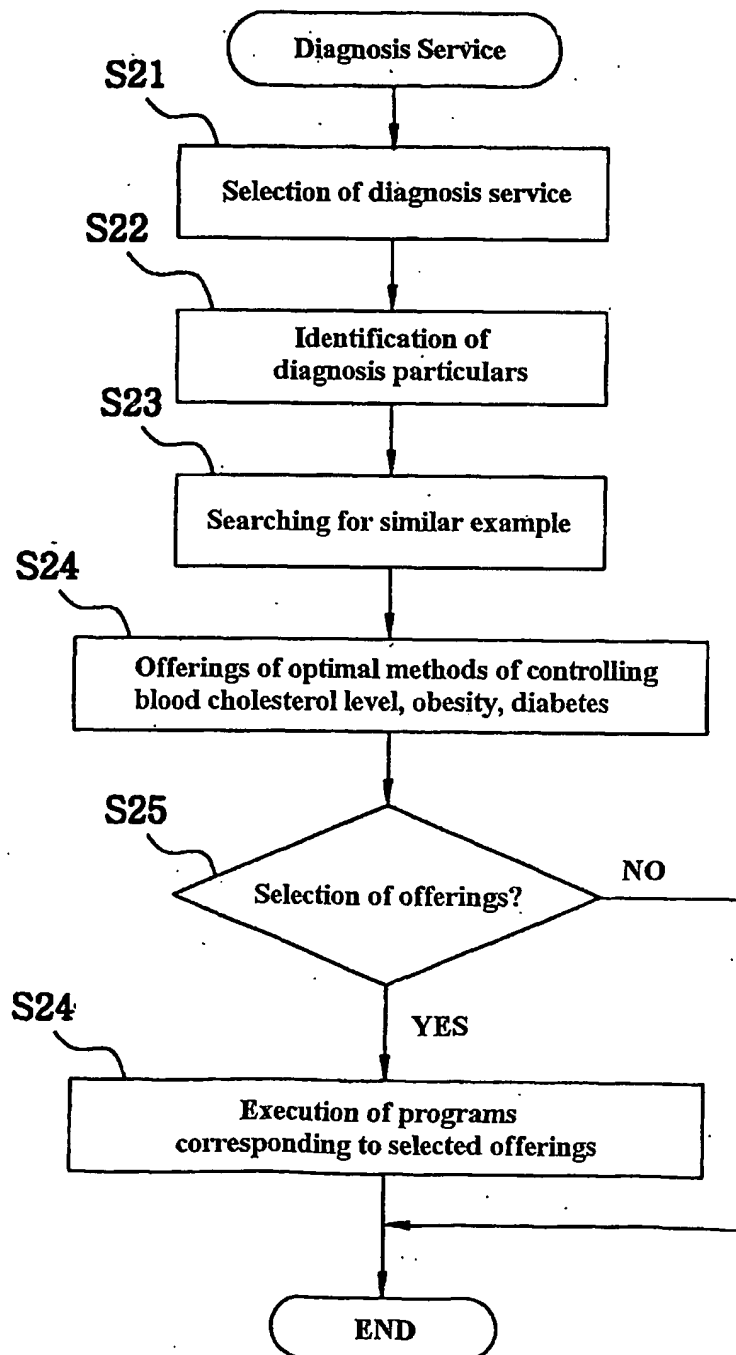 Diagnosis Service
S21
Selection of diagnosis service
S22
Identification of
diagnosis particulars
S23
Searching for similar example
S24
Offerings of optimal methods of controlling
blood cholesterol level, obesity, diabetes
S25
Selection of offerings?
NO
YES
S24
Execution of programs
corresponding to selected offerings
END